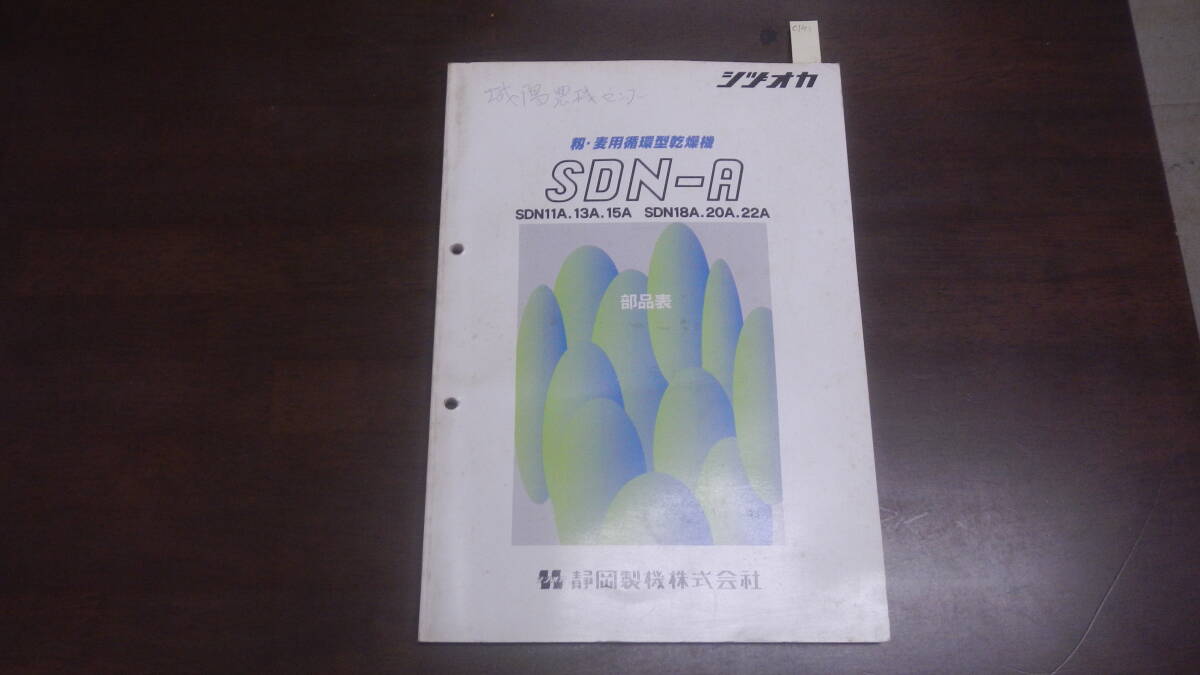 シヅオカ
城陽農機センター
籾・麦用循環型乾燥機
SDN-A
SDN11A.13A.15A SDN18A.20A.22A
部品表
静岡製機株式会社